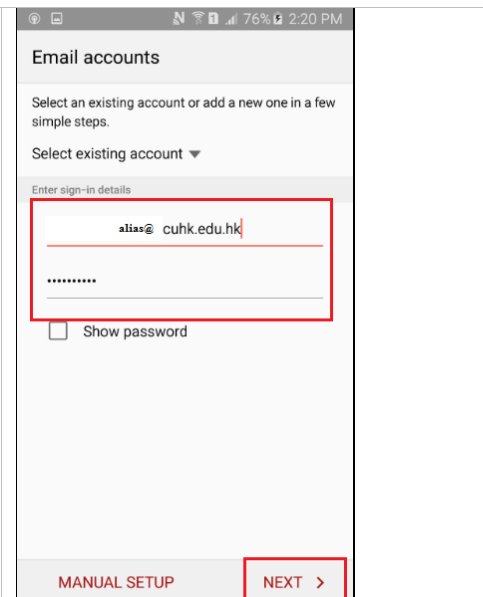 76% 2:20 PM
Email accounts
Select an existing account or add a new one in a few
simple steps.
Select existing account
Enter sign-in details
alias@ cuhk.edu.hk
••••••••••
Show password
MANUAL SETUP
NEXT >